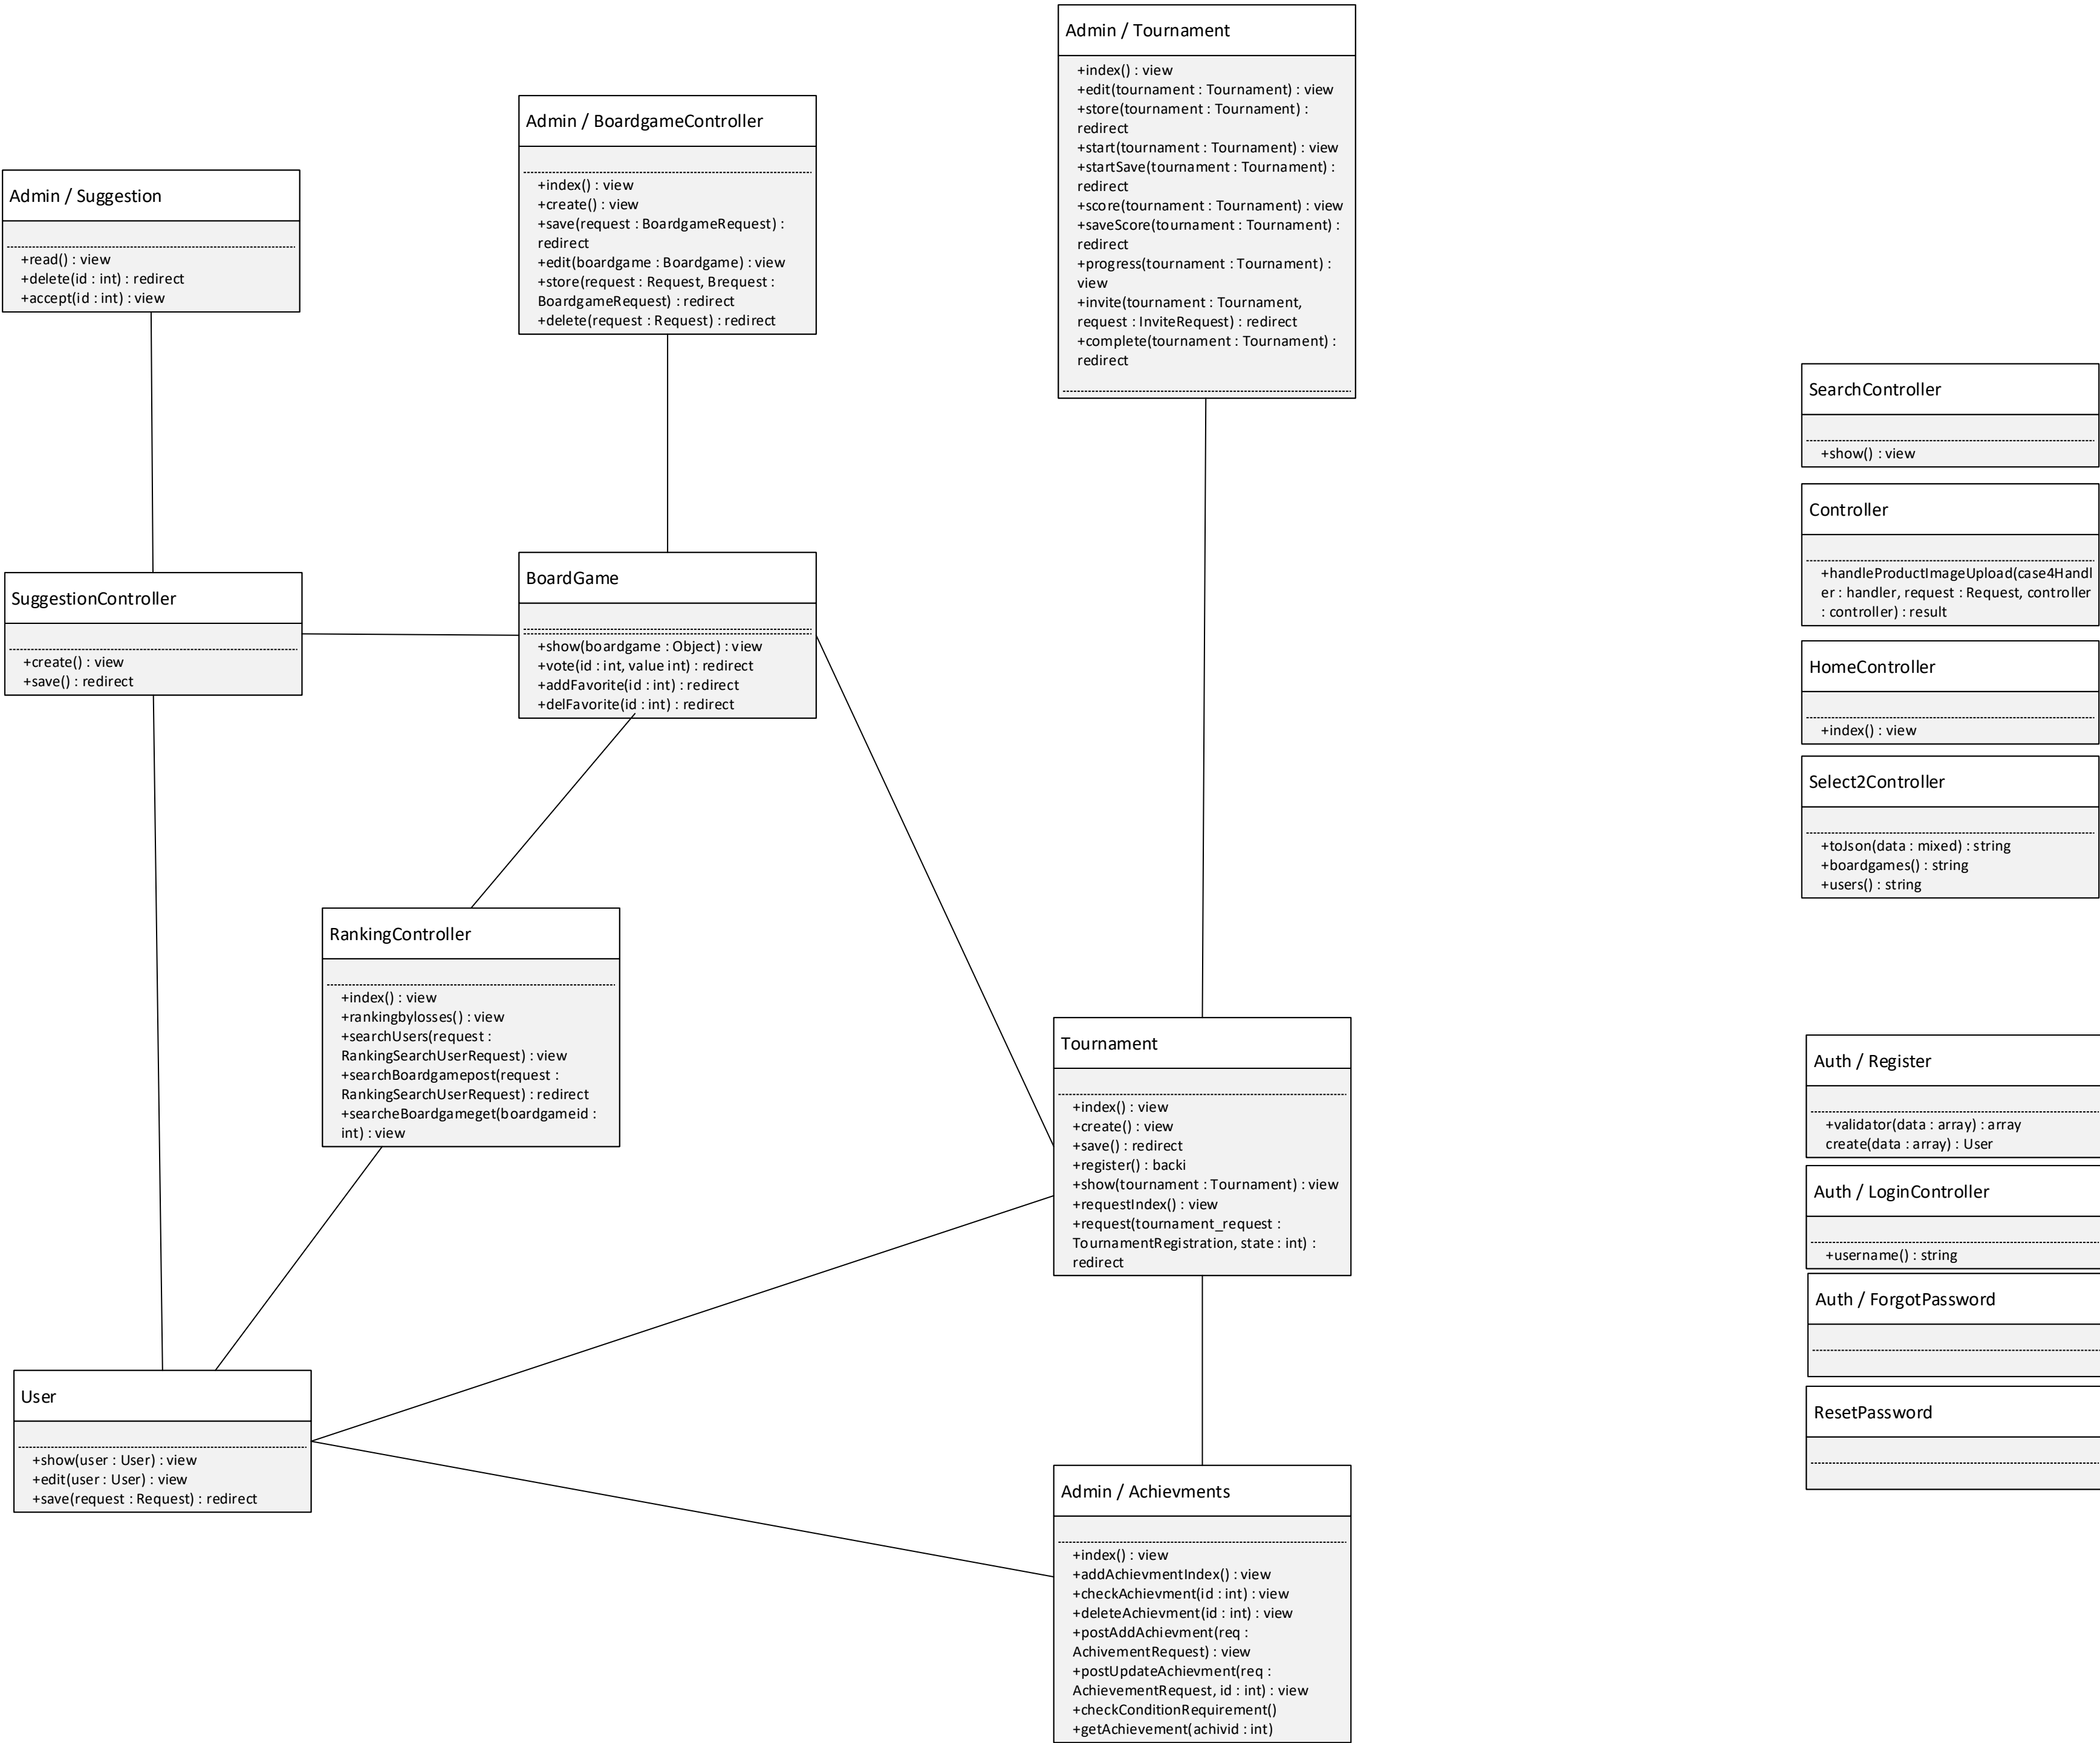 Admin / Tournament
+index() : view
+edit(tournament : Tournament) : view
+store(tournament : Tournament) :
redirect
+start(tournament : Tournament) : view
+startSave(tournament : Tournament) :
redirect
+score(tournament : Tournament) : view
+saveScore(tournament : Tournament) :
redirect
+progress(tournament : Tournament) :
view
+invite(tournament : Tournament,
request : InviteRequest) : redirect
+complete(tournament : Tournament) :
redirect
Admin / BoardgameController
+index() : view
+create() : view
+save(request : BoardgameRequest) :
redirect
+edit(boardgame : Boardgame) : view
+store(request : Request, Brequest :
BoardgameRequest) : redirect
+delete(request : Request) : redirect
Admin / Suggestion
+read() : view
+delete(id : int) : redirect
+accept(id : int) : view
SearchController
+show() : view
Controller
+handleProductImageUpload(case4Handl
er : handler, request : Request, controller
: controller) : result
HomeController
+index() : view
Select2Controller
+toJson(data : mixed) : string
+boardgames() : string
+users() : string
SuggestionController
+create() : view
+save() : redirect
BoardGame
+show(boardgame : Object) : view
+vote(id : int, value int) : redirect
+addFavorite(id : int) : redirect
+delFavorite(id : int) : redirect
RankingController
+index() : view
+rankingbylosses() : view
+searchUsers(request :
RankingSearchUserRequest) : view
+searchBoardgamepost(request :
RankingSearchUserRequest) : redirect
+searcheBoardgameget(boardgameid :
int) : view
Tournament
+index() : view
+create() : view
+save() : redirect
+register() : backi
+show(tournament : Tournament) : view
+requestIndex() : view
+request(tournament_request :
TournamentRegistration, state : int) :
redirect
Auth / Register
+validator(data : array) : array
create(data : array) : User
Auth / LoginController
+username() : string
Auth / ForgotPassword
ResetPassword
User
+show(user : User) : view
+edit(user : User) : view
+save(request : Request) : redirect
Admin / Achievments
+index() : view
+addAchievmentIndex() : view
+checkAchievment(id : int) : view
+deleteAchievment(id : int) : view
+postAddAchievment(req :
AchivementRequest) : view
+postUpdateAchievment(req :
AchievementRequest, id : int) : view
+checkConditionRequirement()
+getAchievement(achivid : int)